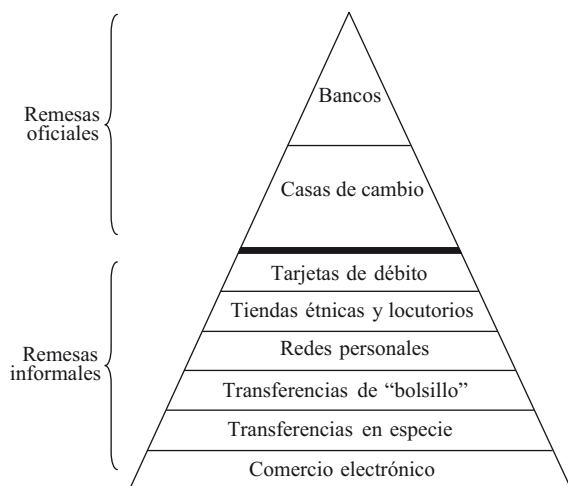 Remesas
oficiales
Bancos
Casas de cambio
Remesas
informales
Tarjetas de débito
Tiendas étnicas y locutorios
Redes personales
Transferencias de “bolsillo”
Transferencias en especie
Comercio electrónico